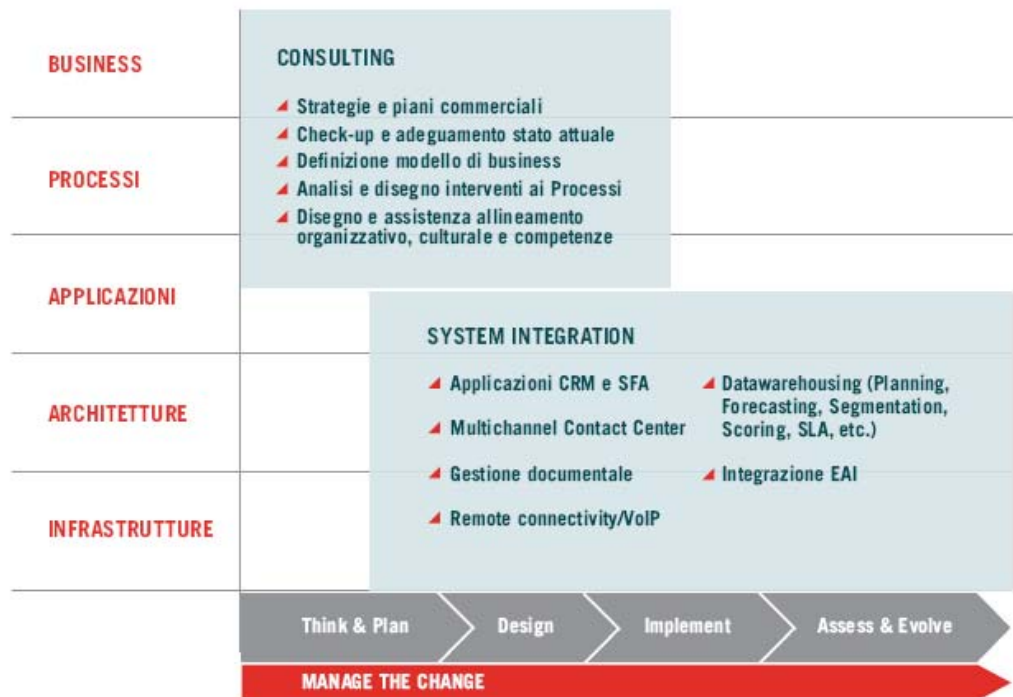 BUSINESS
PROCESSI
APPLICAZIONI
ARCHITETTURE
INFRASTRUTTURE
CONSULTING
Strategie e piani commerciali
Check-up e adeguamento stato attuale
Definizione modello di business
Analisi e disegno interventi ai Processi
Disegno e assistenza allineamento
organizzativo, culturale e competenze
SYSTEM INTEGRATION
Applicazioni CRM e SFA
Multichannel Contact Center
Gestione documentale
Remote connectivity/VoIP
Datawarehousing (Planning,
Forecasting, Segmentation,
Scoring, SLA, etc.)
Integrazione EAI
Think & Plan
Design
Implement
Assess & Evolve
MANAGE THE CHANGE